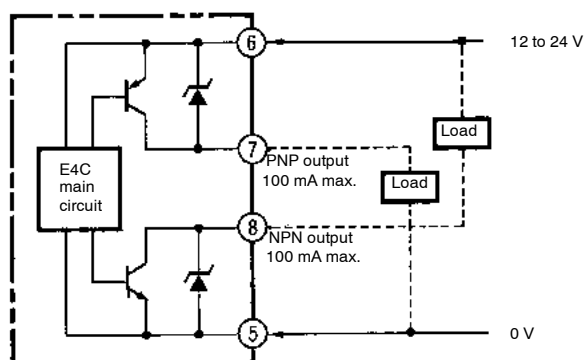 6
12 to 24 V
Load
7
PNP output
100 mA max.
E4C
main
circuit
Load
8
NPN output
100 mA max.
5
0 V